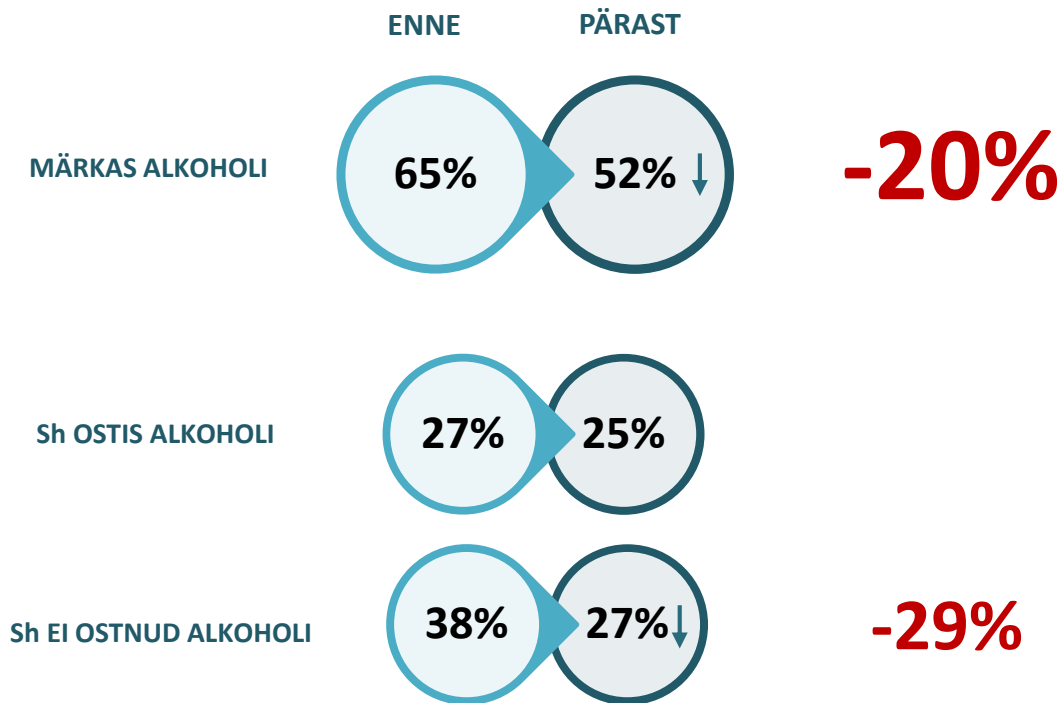 ENNE PÄRAST
MÄRKAS ALKOHOLI 65% 52% -20%
Sh OSTIS ALKOHOLI 27% 25%
Sh EI OSTNUD ALKOHOLI 38% 27% -29%